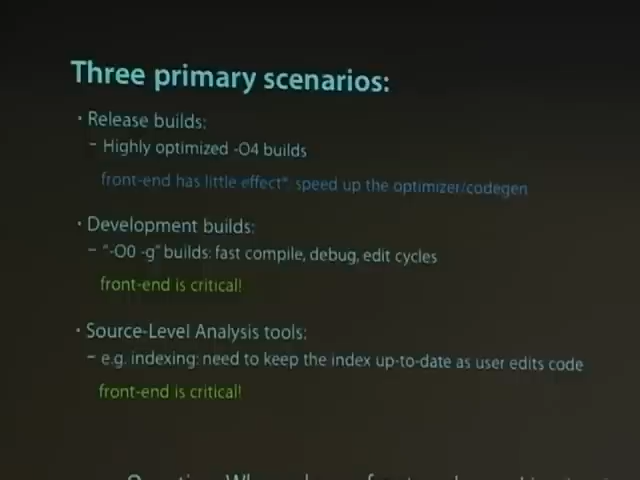 Three primary scenarios:
• Release builds:
– Highly optimized -O4 builds
front-end has little effect*, speed up the optimizer/codegen
• Development builds:
– "-O0 -g" builds: fast compile, debug, edit cycles
front-end is critical!
• Source-Level Analysis tools:
– e.g. indexing: need to keep the index up-to-date as user edits code
front-end is critical!